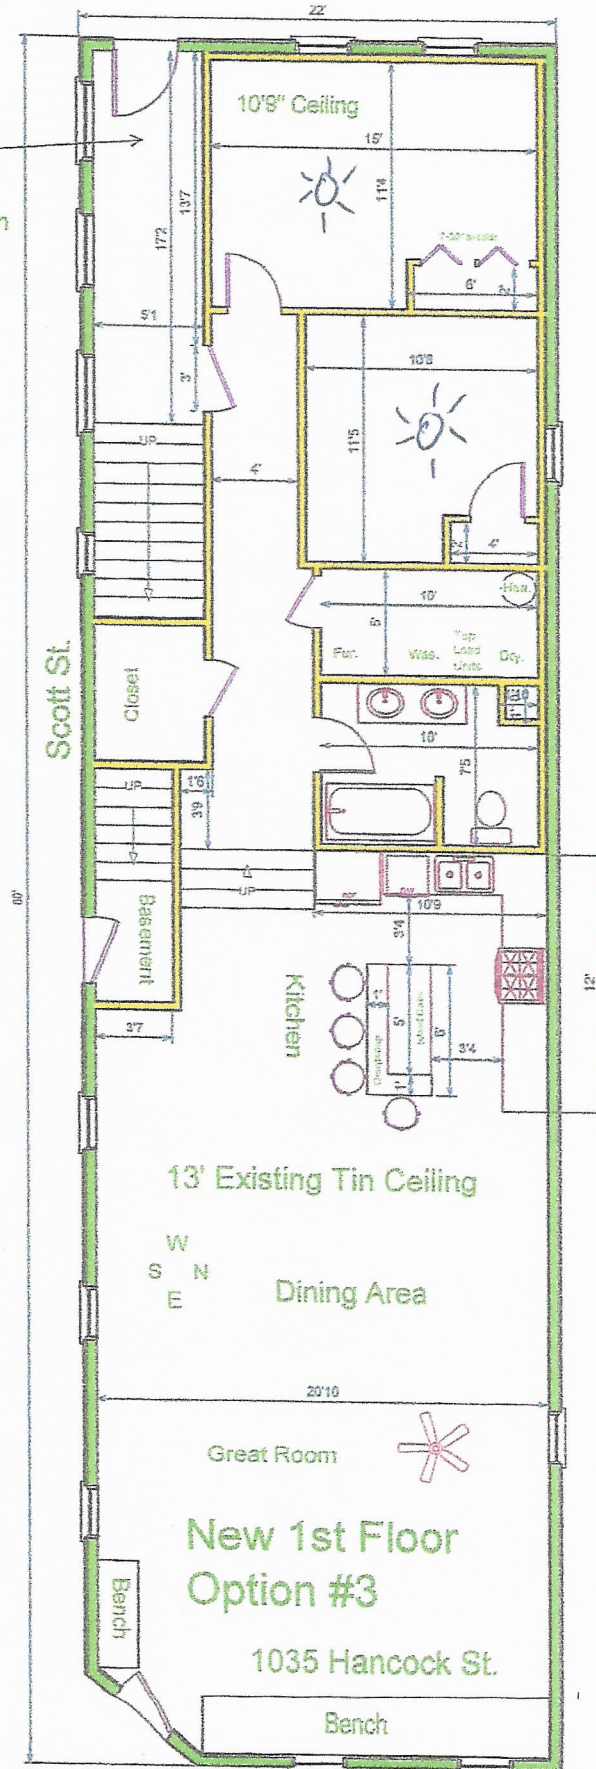 22'
10'9" Ceiling
15'
11'4
13'7
17'2
6'
2'
5'1
3'
10'8
11'5
UP
4'
2'
4'
10'
6'
Fur.
Was.
Top
Load
Units
Dry.
Scott St.
Closet
10'
7'5
UP
1'6
3'9
UP
Basement
10'9
3'4
12'
60'
Kitchen
1'
5'
6'
3'4
1'
3'7
13' Existing Tin Ceiling
W
S N
E
Dining Area
20'10
Great Room
New 1st Floor
Option #3
Bench
1035 Hancock St.
Bench